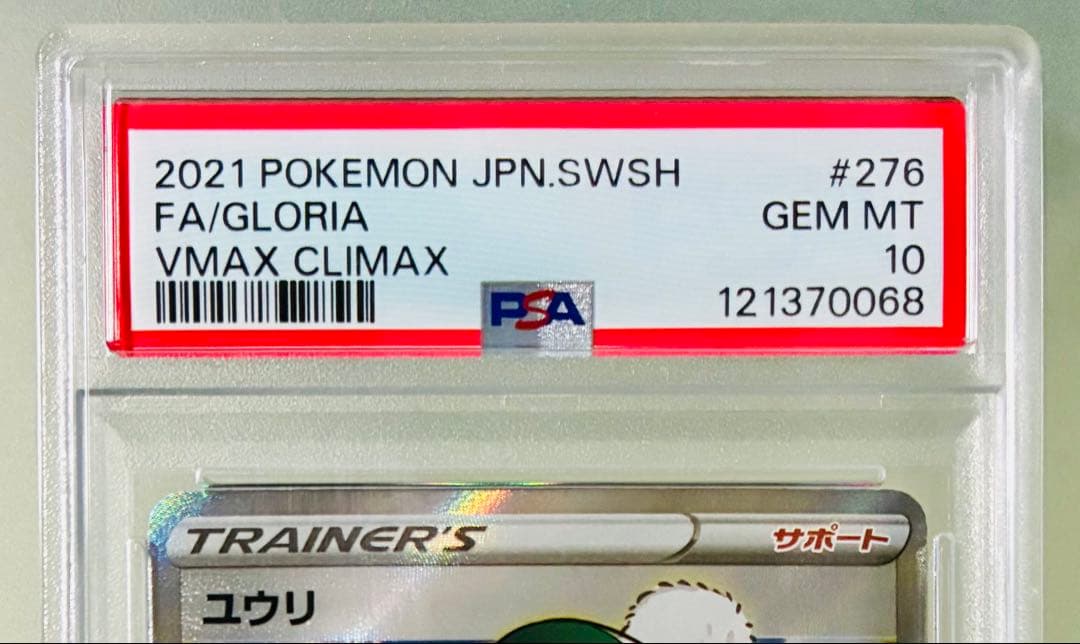 2021 POKEMON JPN.SWSH #276
FA/GLORIA GEM MT
VMAX CLIMAX 10
PSA 121370068
TRAINER'S サポート
ユウリ